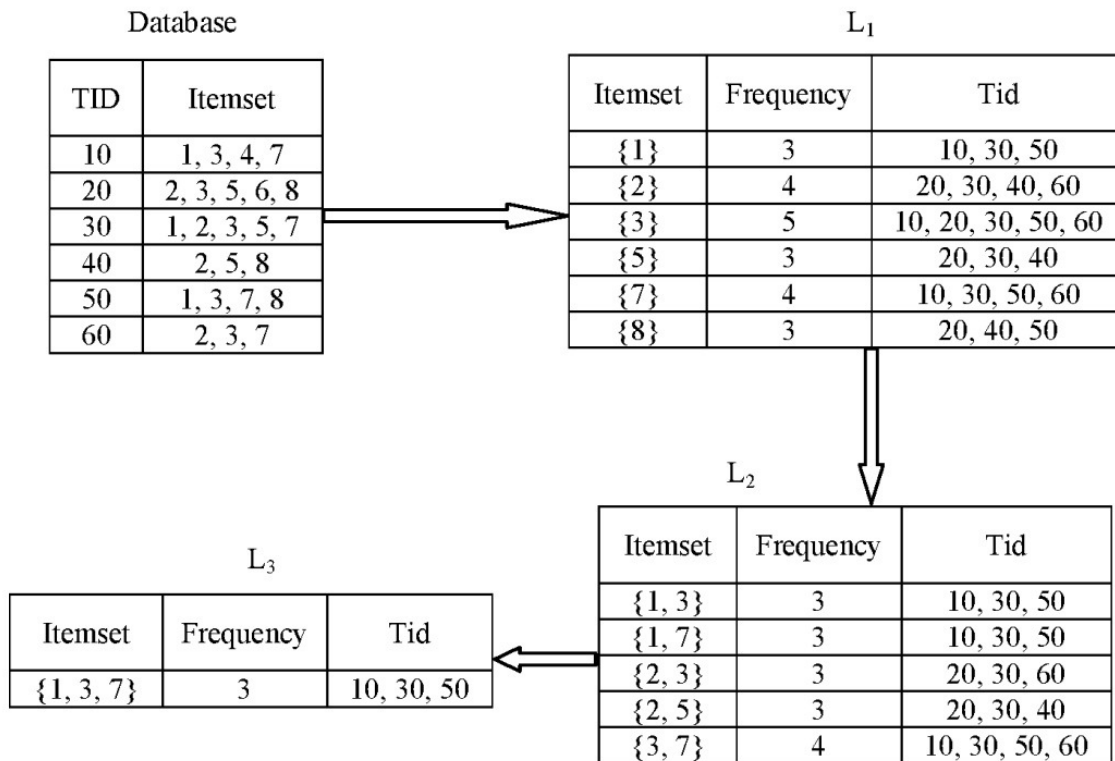 Database
TID Itemset
10 1, 3, 4, 7
20 2, 3, 5, 6, 8
30 1, 2, 3, 5, 7
40 2, 5, 8
50 1, 3, 7, 8
60 2, 3, 7
L₁
Itemset Frequency Tid
{1} 3 10, 30, 50
{2} 4 20, 30, 40, 60
{3} 5 10, 20, 30, 50, 60
{5} 3 20, 30, 40
{7} 4 10, 30, 50, 60
{8} 3 20, 40, 50
L₂
Itemset Frequency Tid
{1, 3} 3 10, 30, 50
{1, 7} 3 10, 30, 50
{2, 3} 3 20, 30, 60
{2, 5} 3 20, 30, 40
{3, 7} 4 10, 30, 50, 60
L₃
Itemset Frequency Tid
{1, 3, 7} 3 10, 30, 50